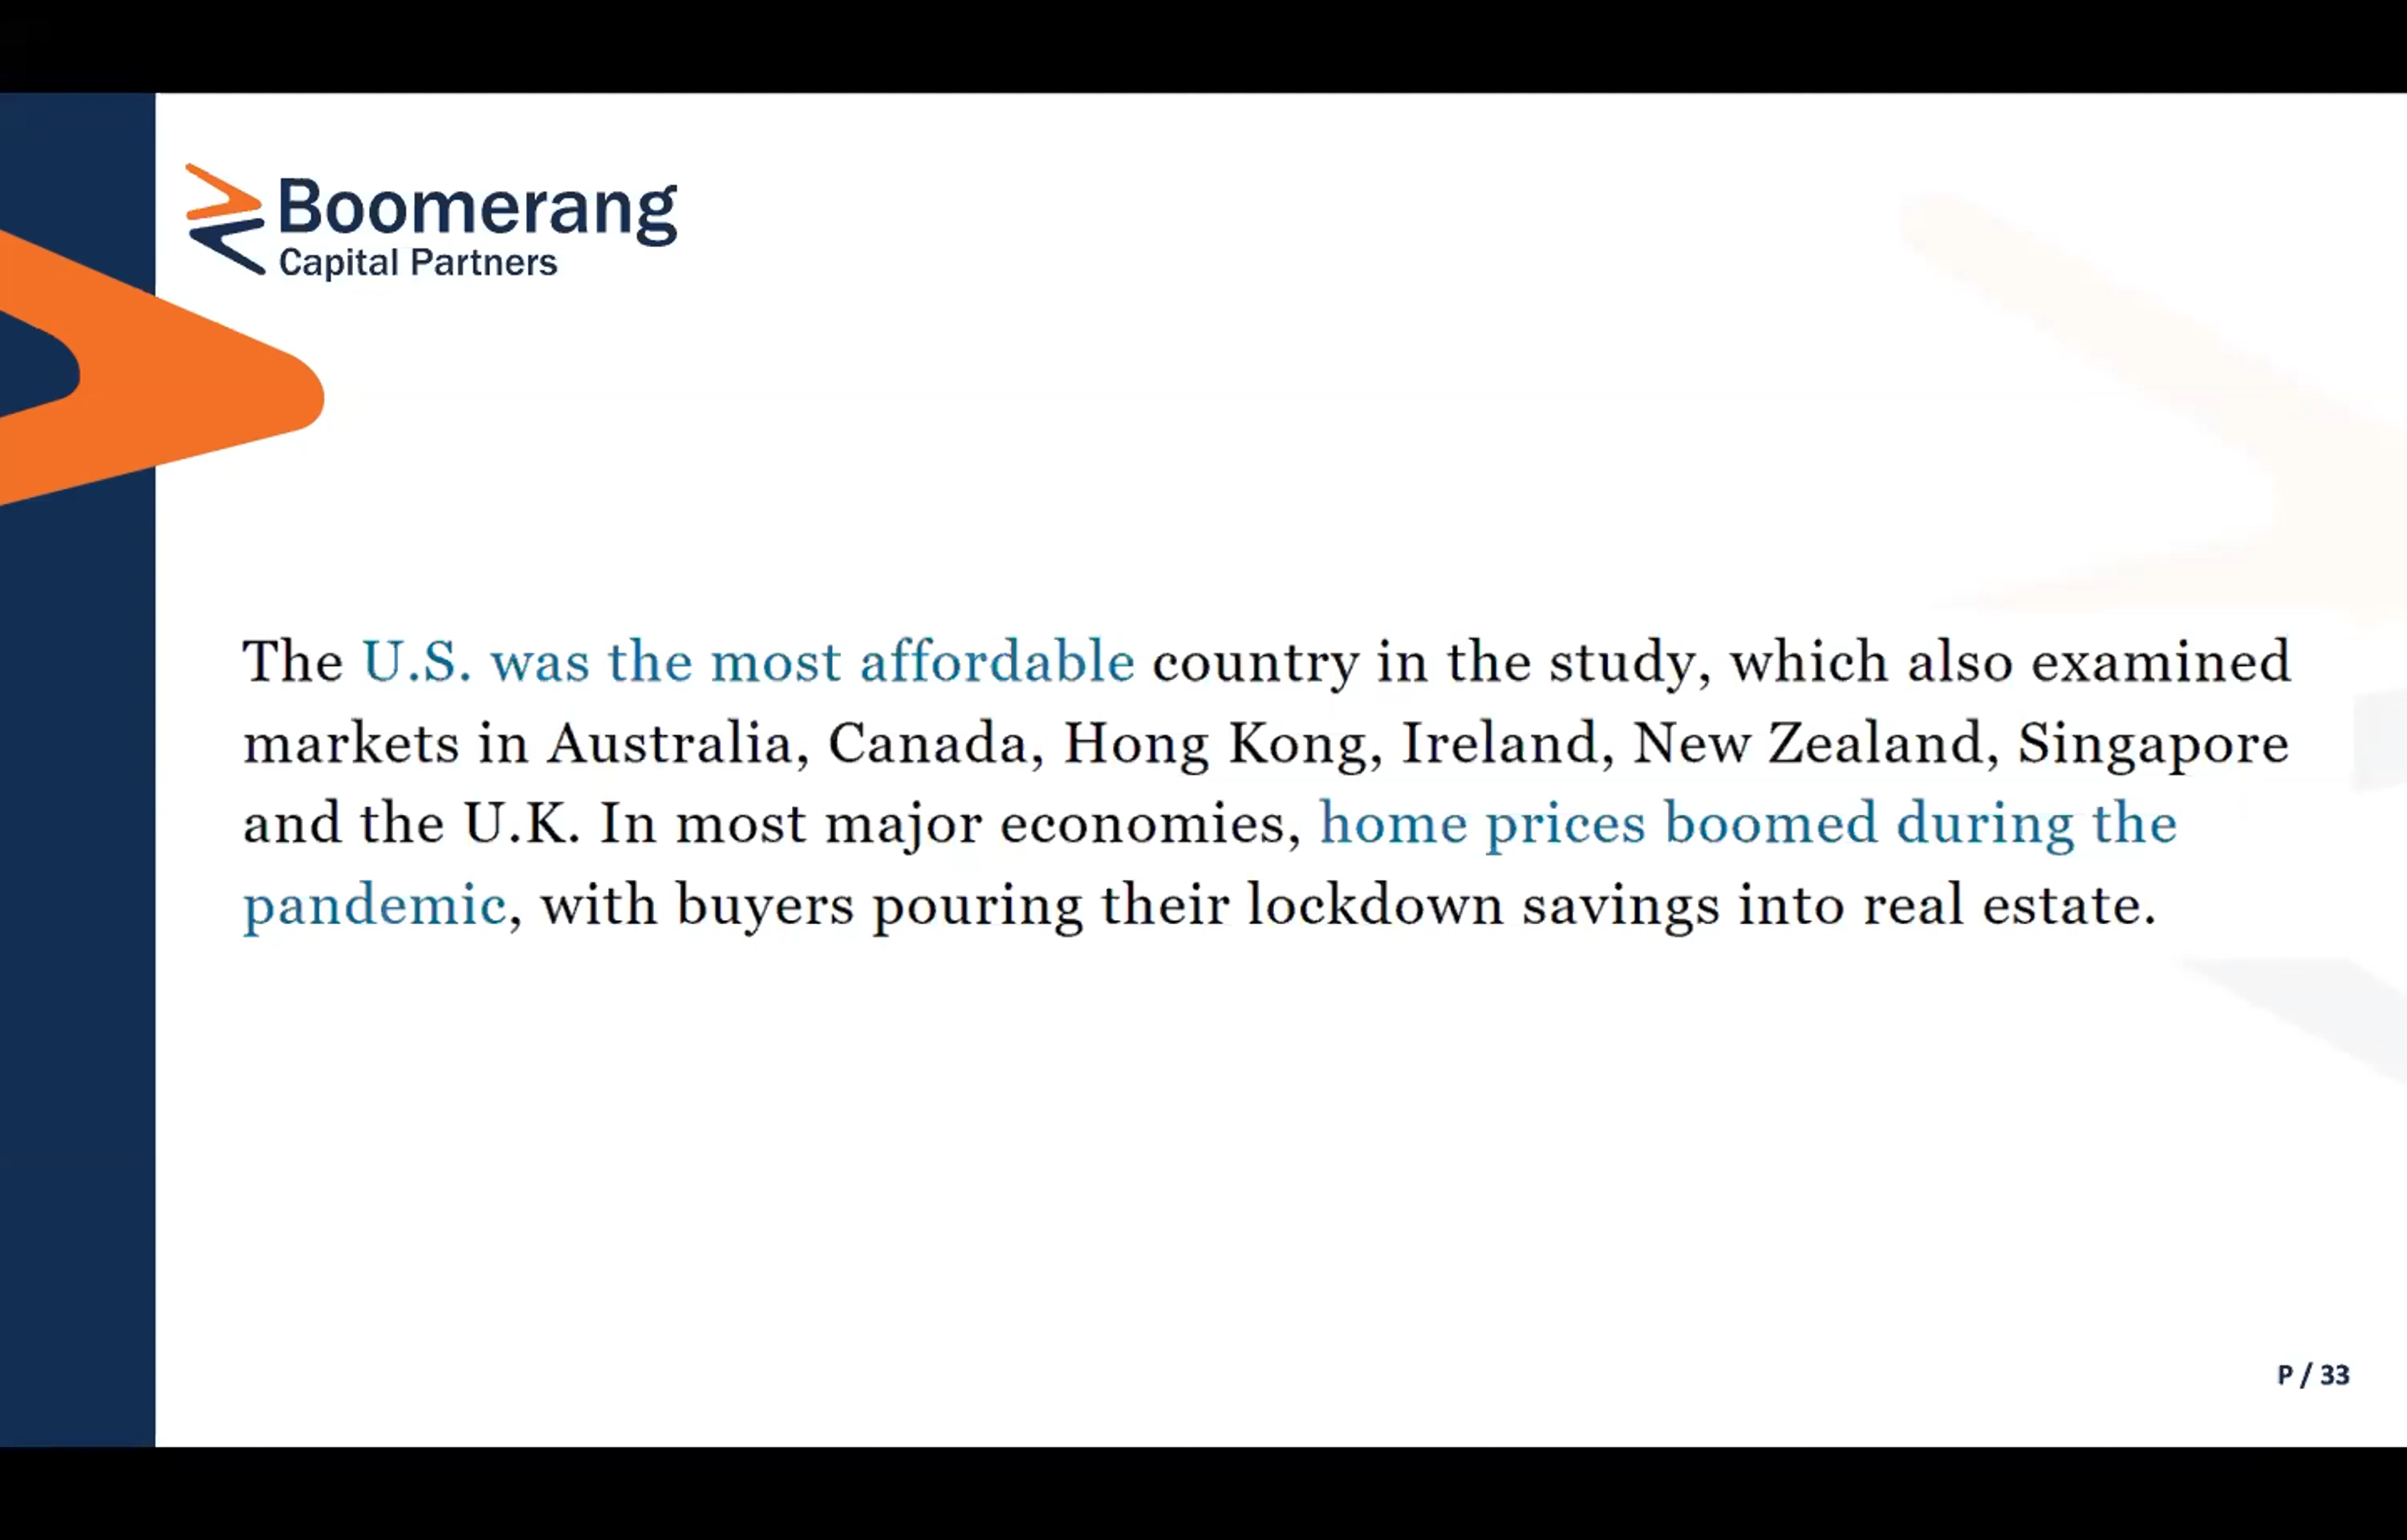 Boomerang
Capital Partners
The U.S. was the most affordable country in the study, which also examined
markets in Australia, Canada, Hong Kong, Ireland, New Zealand, Singapore
and the U.K. In most major economies, home prices boomed during the
pandemic, with buyers pouring their lockdown savings into real estate.
P / 33